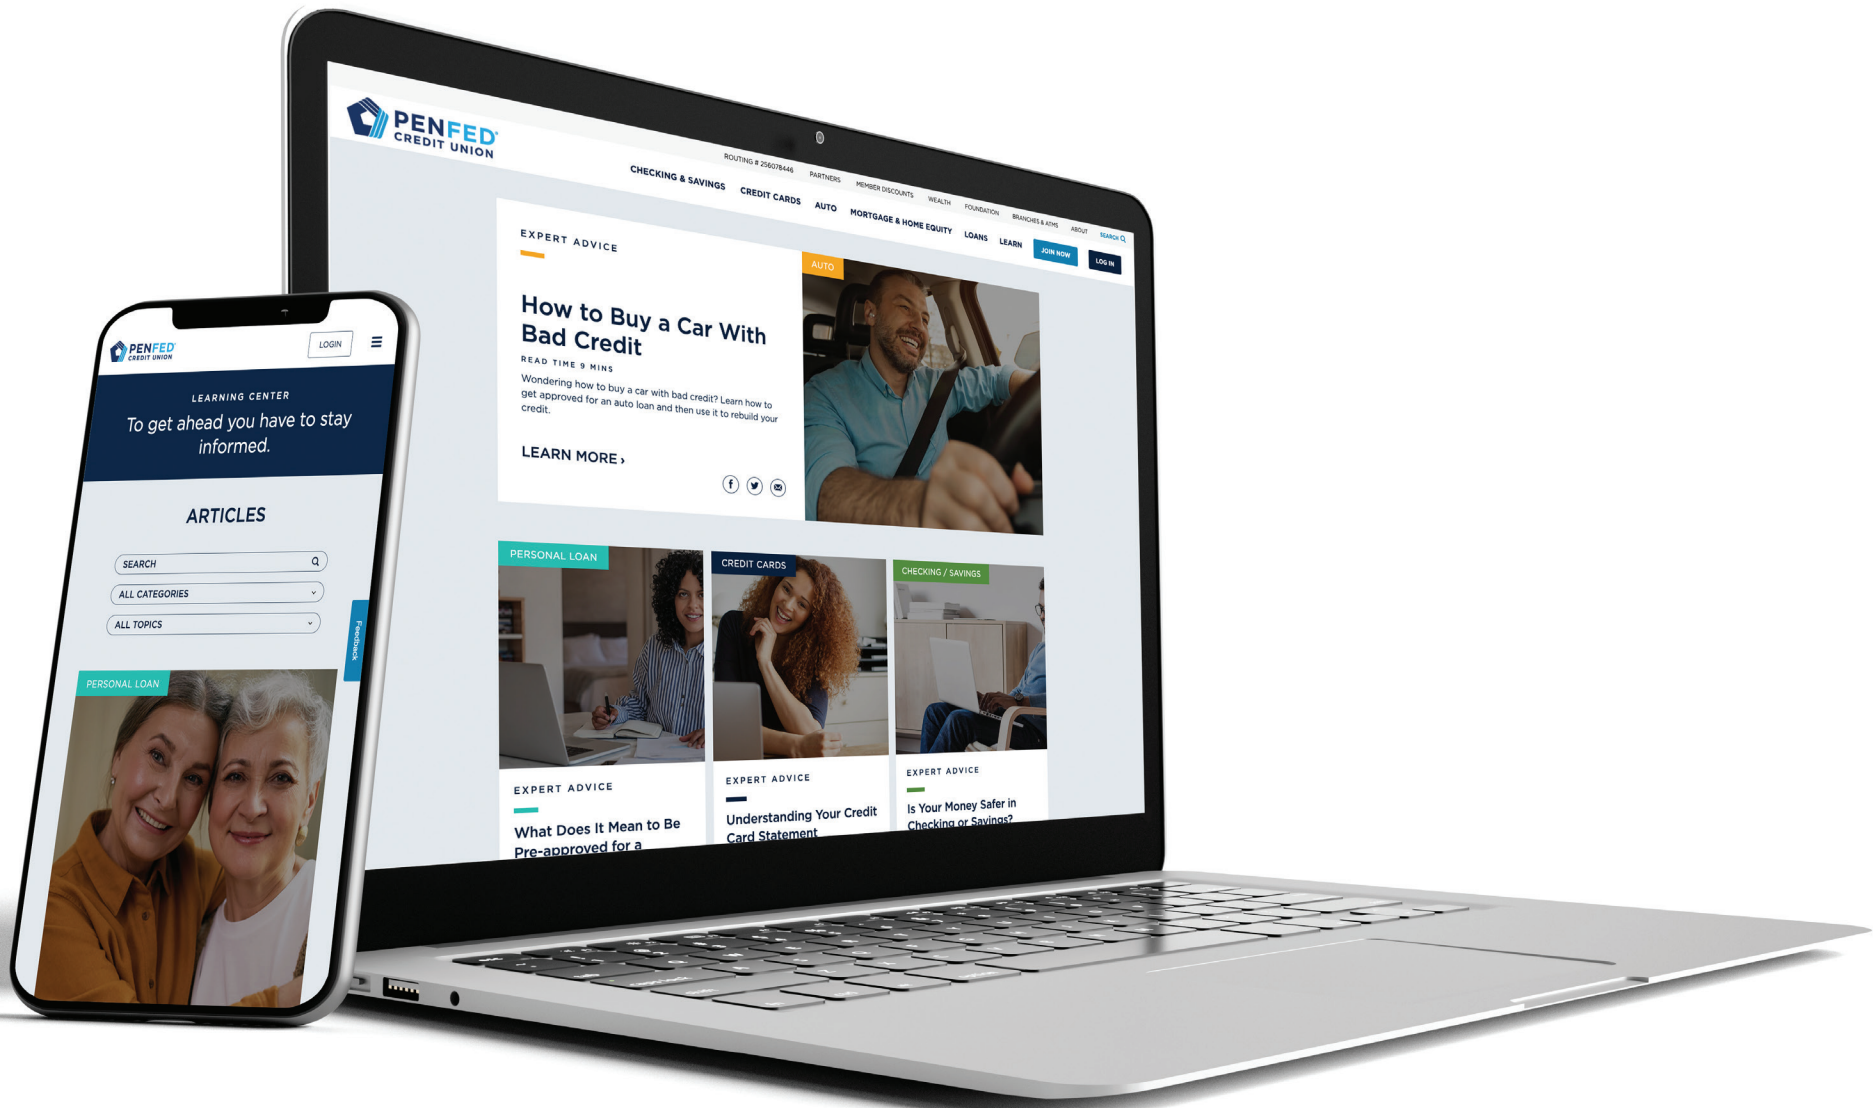 PENFED®
CREDIT UNION
ROUTING # 256078446 PARTNERS MEMBER DISCOUNTS WEALTH FOUNDATION BRANCHES & ATMS ABOUT SEARCH
CHECKING & SAVINGS CREDIT CARDS AUTO MORTGAGE & HOME EQUITY LOANS LEARN JOIN NOW LOG IN
EXPERT ADVICE
AUTO
How to Buy a Car With
Bad Credit
READ TIME 9 MINS
Wondering how to buy a car with bad credit? Learn how to
get approved for an auto loan and then use it to rebuild your
credit.
LEARN MORE ›
PERSONAL LOAN
EXPERT ADVICE
What Does It Mean to Be
Pre-approved for a
CREDIT CARDS
EXPERT ADVICE
Understanding Your Credit
Card Statement
CHECKING / SAVINGS
EXPERT ADVICE
Is Your Money Safer in
Checking or Savings?
PENFED®
CREDIT UNION
LOGIN
LEARNING CENTER
To get ahead you have to stay
informed.
ARTICLES
SEARCH
ALL CATEGORIES
ALL TOPICS
Feedback
PERSONAL LOAN